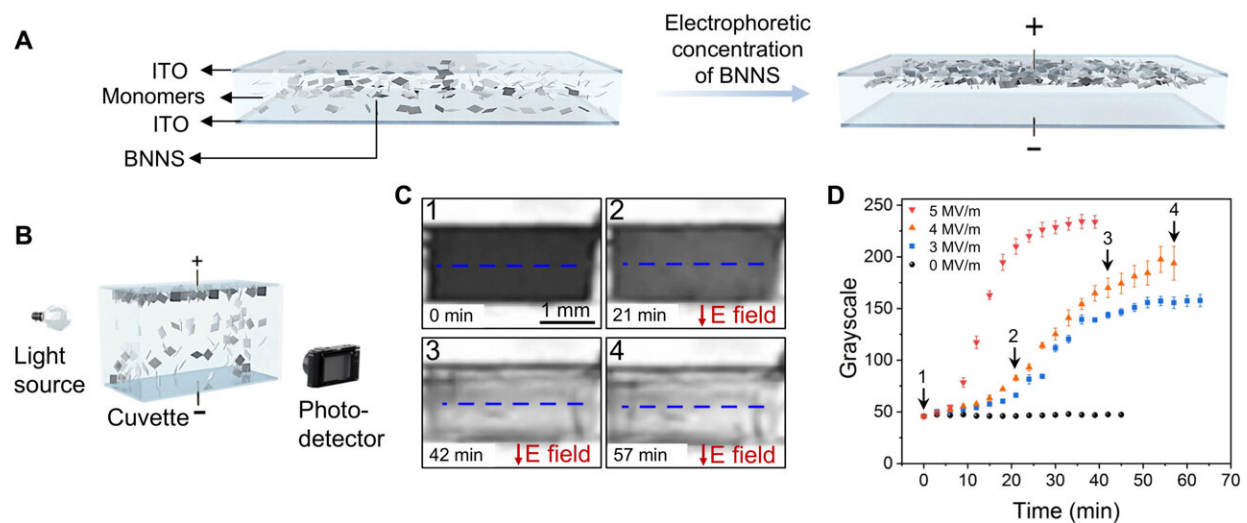 A
ITO
Monomers
ITO
BNNS
Electrophoretic
concentration
of BNNS
+
−
B
+
−
Light
source
Cuvette
Photo-
detector
C
1
0 min
1 mm
2
21 min
E field
3
42 min
E field
4
57 min
E field
D
Grayscale
250
200
150
100
50
0
5 MV/m
4 MV/m
3 MV/m
0 MV/m
1
2
3
4
0 10 20 30 40 50 60 70
Time (min)